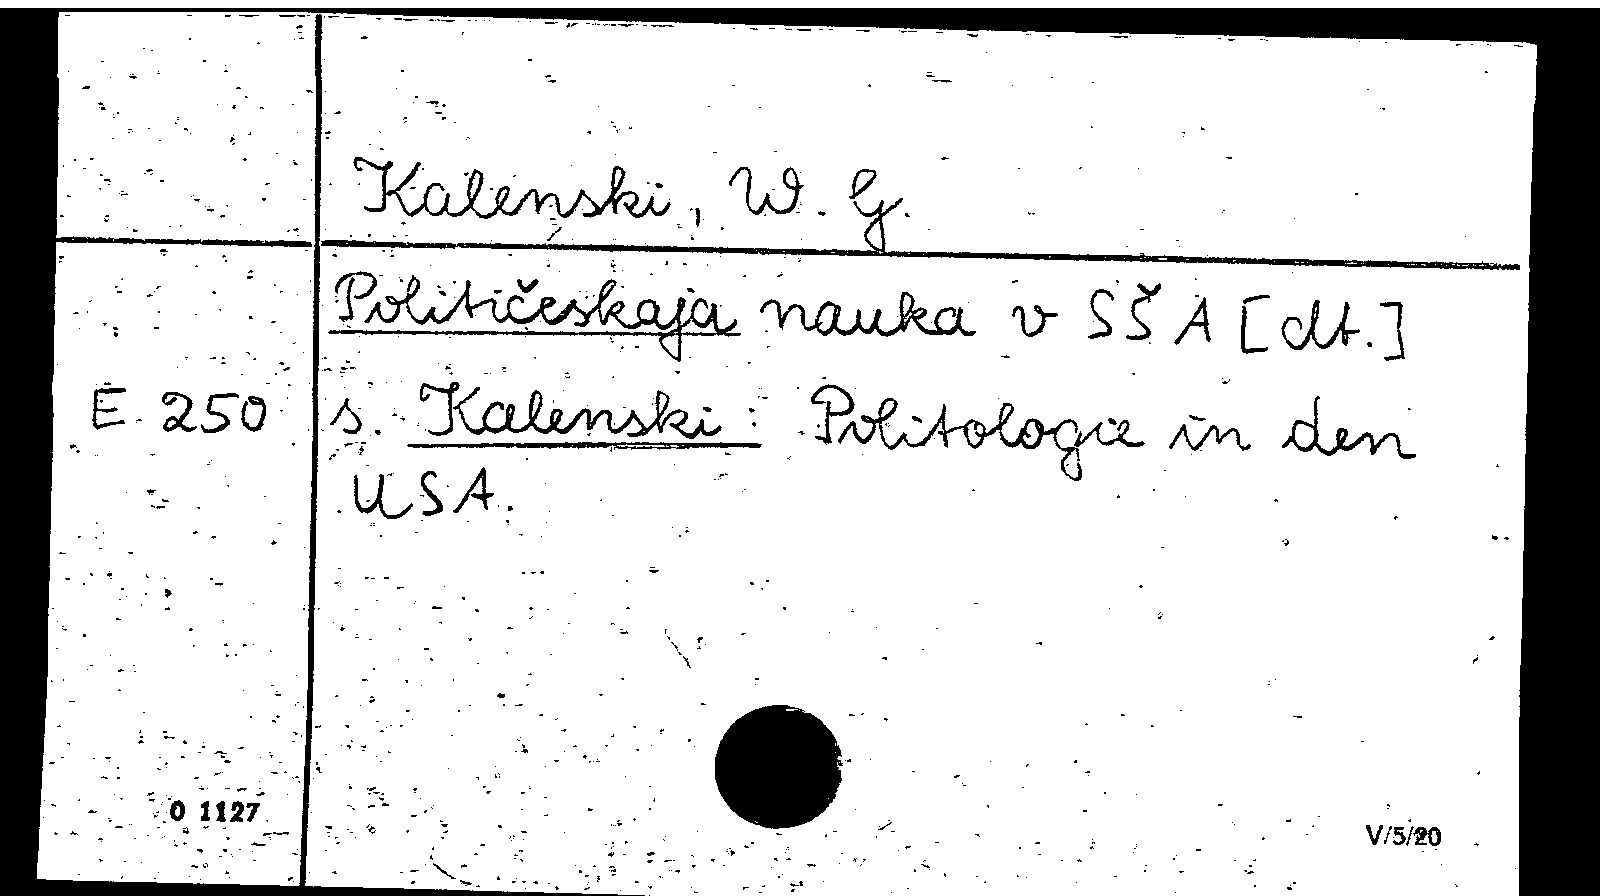 Kalenski, W. G.
Političeskaja nauka v SŠA [dt.]
E 250 s. Kalenski: Politologie in den
USA.
0 1127
V/5/20